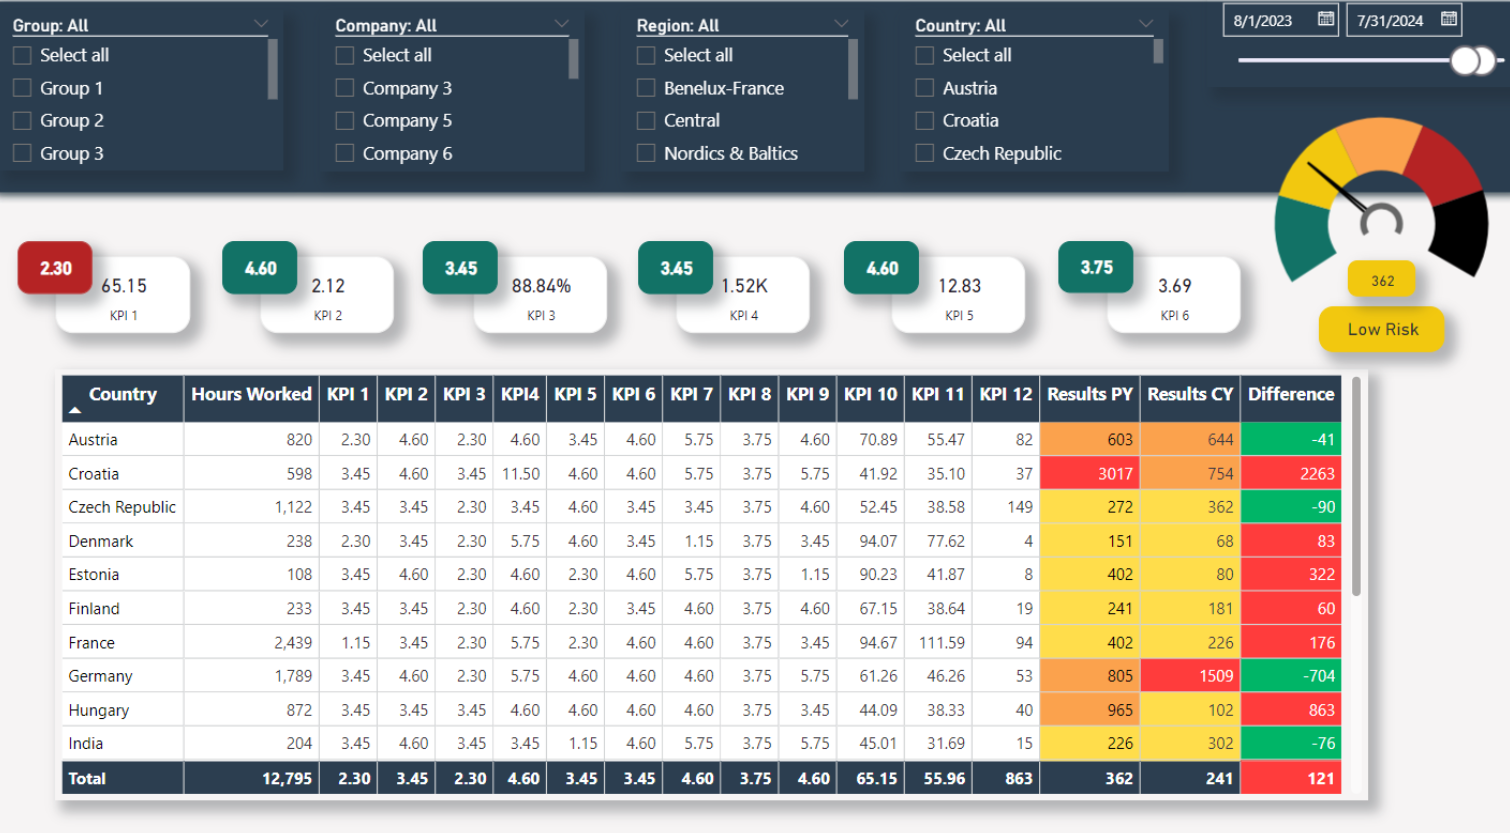 Group: All
Select all
Group 1
Group 2
Group 3
Company: All
Select all
Company 3
Company 5
Company 6
Region: All
Select all
Benelux-France
Central
Nordics & Baltics
Country: All
Select all
Austria
Croatia
Czech Republic
8/1/2023 7/31/2024
2.30
65.15
KPI 1
4.60
2.12
KPI 2
3.45
88.84%
KPI 3
3.45
1.52K
KPI 4
4.60
12.83
KPI 5
3.75
3.69
KPI 6
362
Low Risk
Country Hours Worked KPI 1 KPI 2 KPI 3 KPI4 KPI 5 KPI 6 KPI 7 KPI 8 KPI 9 KPI 10 KPI 11 KPI 12 Results PY Results CY Difference
Austria 820 2.30 4.60 2.30 4.60 3.45 4.60 5.75 3.75 4.60 70.89 55.47 82 603 644 -41
Croatia 598 3.45 4.60 3.45 11.50 4.60 4.60 5.75 3.75 5.75 41.92 35.10 37 3017 754 2263
Czech Republic 1,122 3.45 3.45 2.30 3.45 4.60 3.45 3.45 3.75 4.60 52.45 38.58 149 272 362 -90
Denmark 238 2.30 3.45 2.30 5.75 4.60 3.45 1.15 3.75 3.45 94.07 77.62 4 151 68 83
Estonia 108 3.45 4.60 2.30 4.60 2.30 4.60 5.75 3.75 1.15 90.23 41.87 8 402 80 322
Finland 233 3.45 3.45 2.30 4.60 2.30 3.45 4.60 3.75 4.60 67.15 38.64 19 241 181 60
France 2,439 1.15 3.45 2.30 5.75 2.30 4.60 4.60 3.75 3.45 94.67 111.59 94 402 226 176
Germany 1,789 3.45 4.60 2.30 5.75 4.60 4.60 4.60 3.75 5.75 61.26 46.26 53 805 1509 -704
Hungary 872 3.45 3.45 3.45 4.60 4.60 4.60 4.60 3.75 3.45 44.09 38.33 40 965 102 863
India 204 3.45 4.60 3.45 3.45 1.15 4.60 5.75 3.75 5.75 45.01 31.69 15 226 302 -76
Total 12,795 2.30 3.45 2.30 4.60 3.45 3.45 4.60 3.75 4.60 65.15 55.96 863 362 241 121